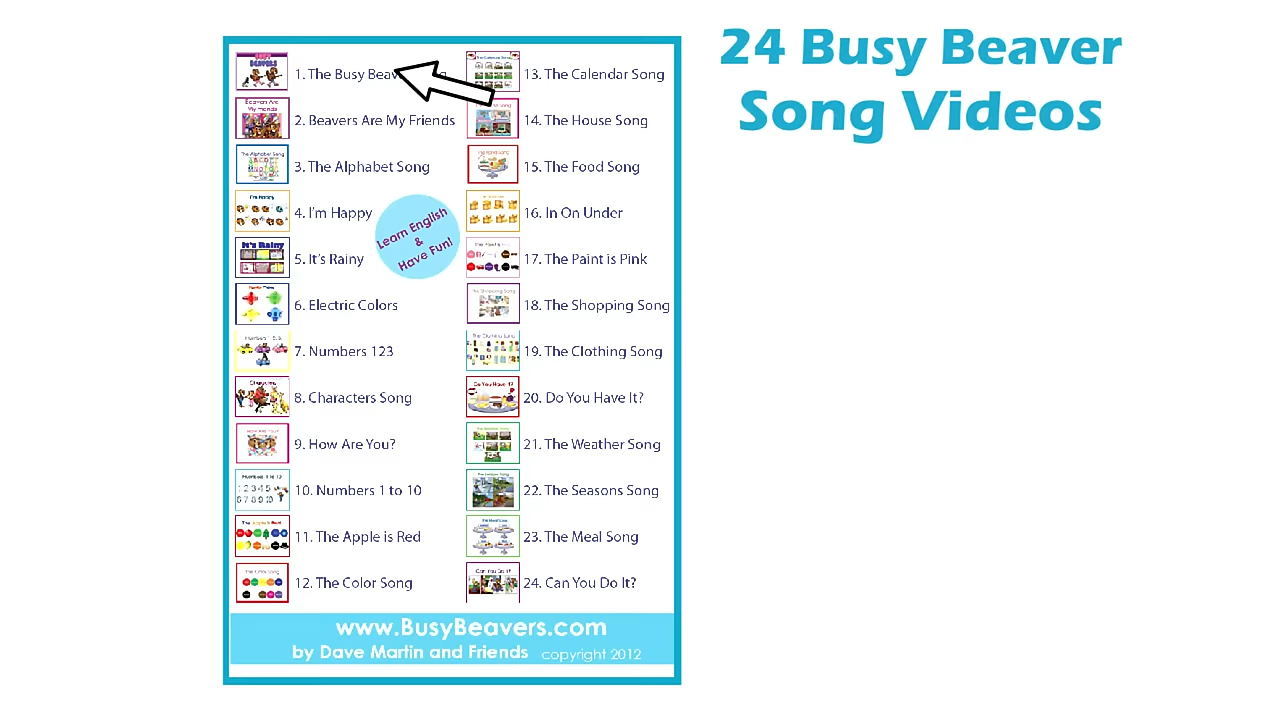 24 Busy Beaver
Song Videos
1. The Busy Beav
2. Beavers Are My Friends
3. The Alphabet Song
4. I'm Happy
5. It's Rainy
6. Electric Colors
7. Numbers 123
8. Characters Song
9. How Are You?
10. Numbers 1 to 10
11. The Apple is Red
12. The Color Song
Learn English
&
Have Fun!
13. The Calendar Song
14. The House Song
15. The Food Song
16. In On Under
17. The Paint is Pink
18. The Shopping Song
19. The Clothing Song
20. Do You Have It?
21. The Weather Song
22. The Seasons Song
23. The Meal Song
24. Can You Do It?
www.BusyBeavers.com
by Dave Martin and Friends copyright 2012